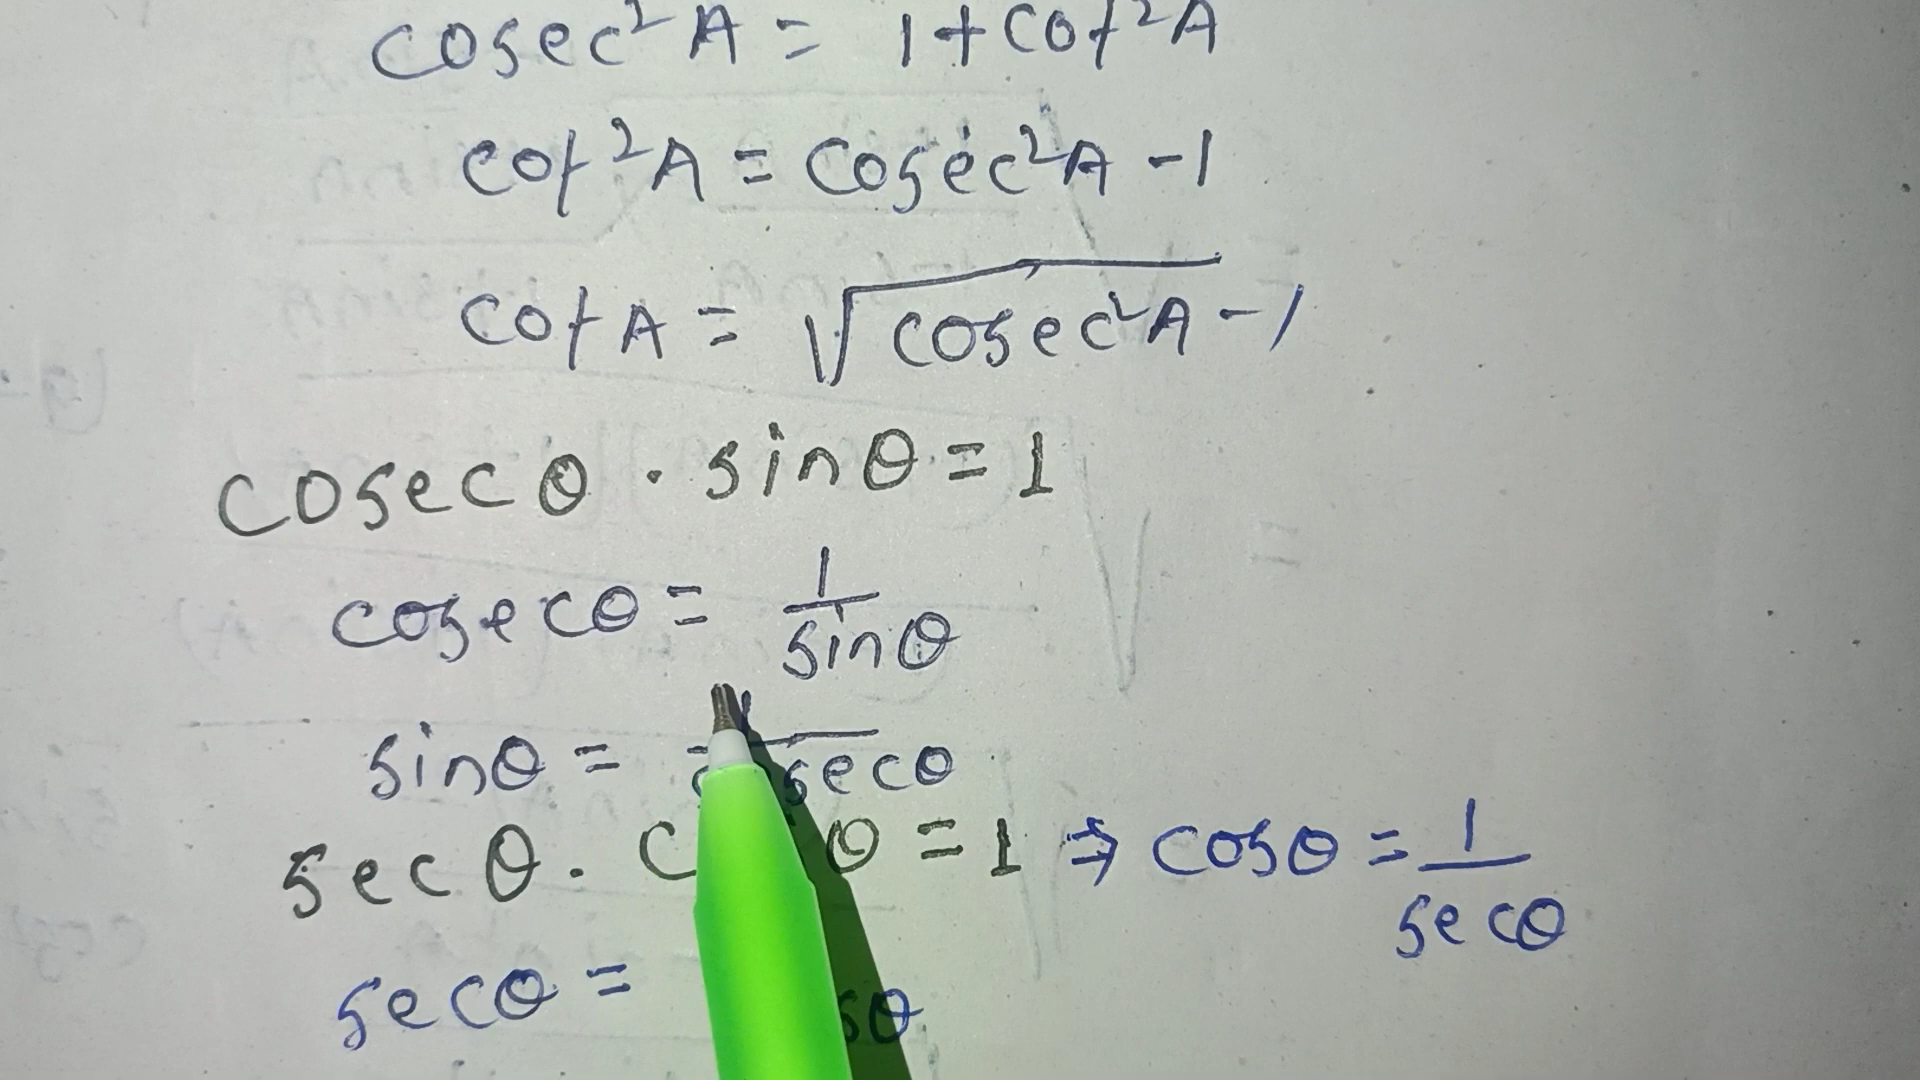 cosec²A = 1+cot²A
cot²A = cosec²A -1
cotA = √cosec²A -1
cosecθ · sinθ = 1
cosecθ = 1/sinθ
sinθ =
secθ . θ = 1 ⇒ cosθ = 1/secθ
secθ =